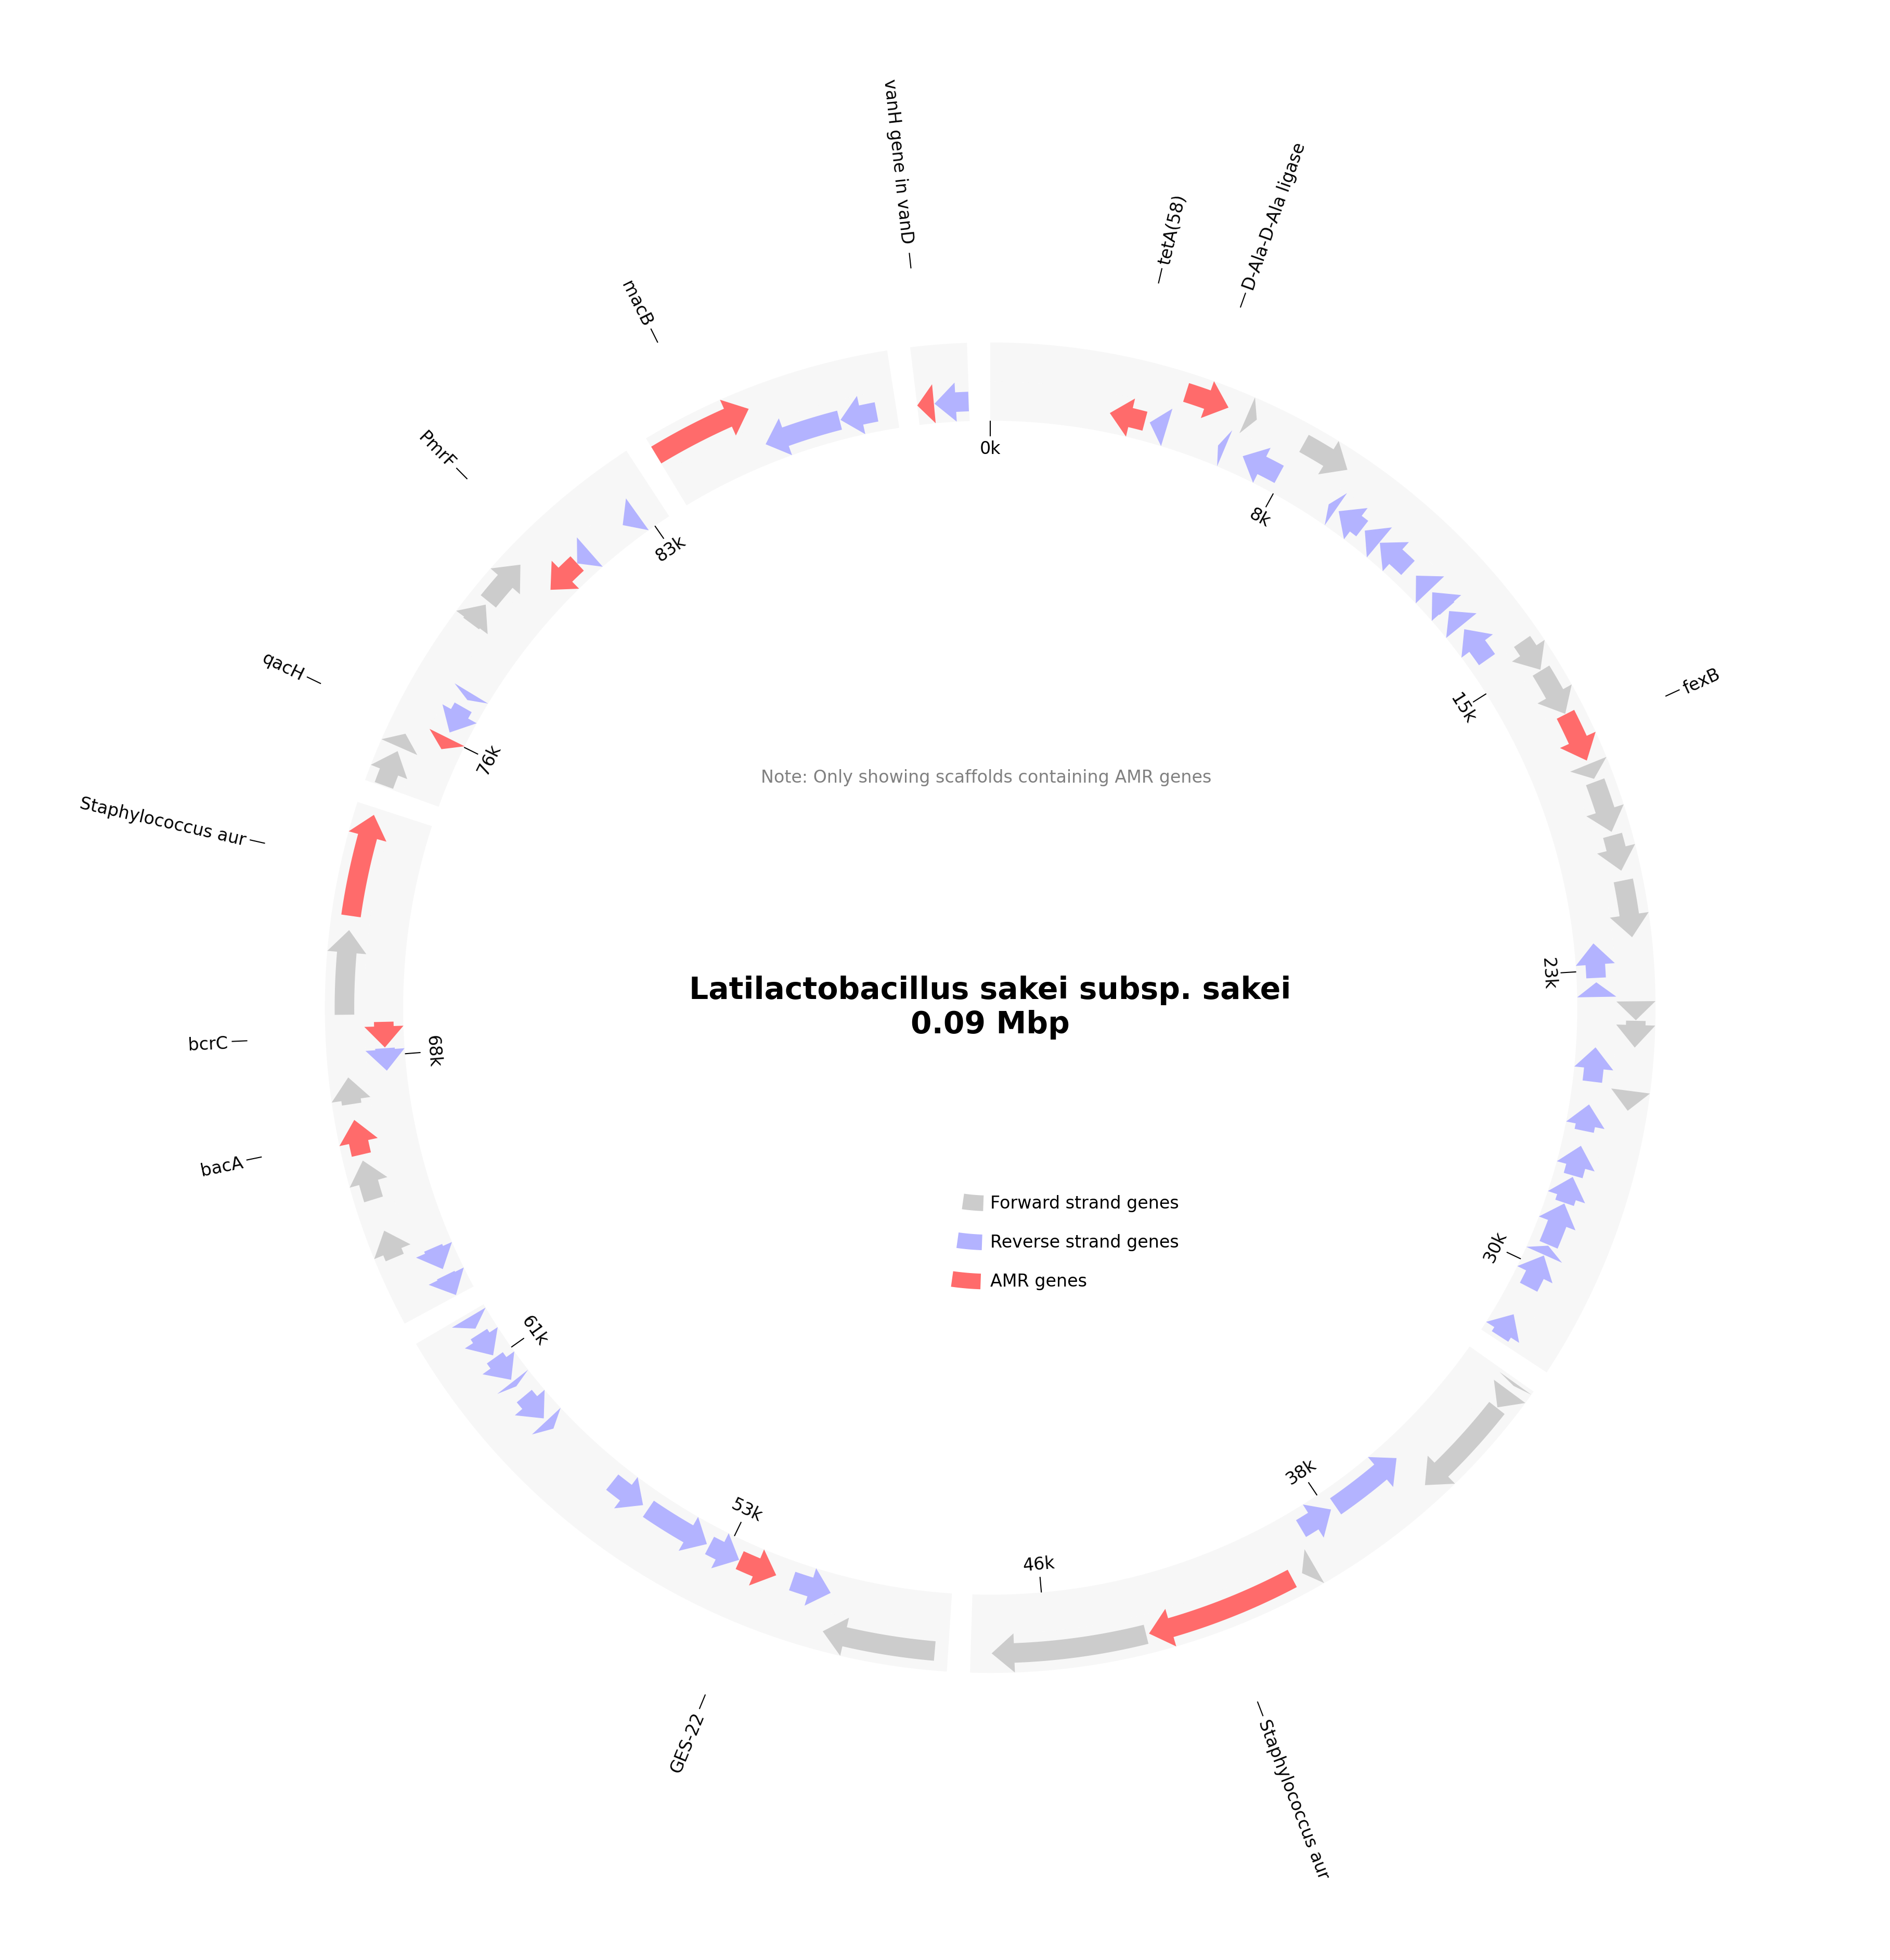 vanH gene in vanD
tetA(58)
D-Ala-D-Ala ligase
macB
PmrF
0k
8k
83k
fexB
qacH
15k
76k
Note: Only showing scaffolds containing AMR genes
Staphylococcus aur
23k
Latilactobacillus sakei subsp. sakei
0.09 Mbp
bcrC
68k
bacA
Forward strand genes
Reverse strand genes
AMR genes
30k
61k
38k
53k
46k
GES-22
Staphylococcus aur